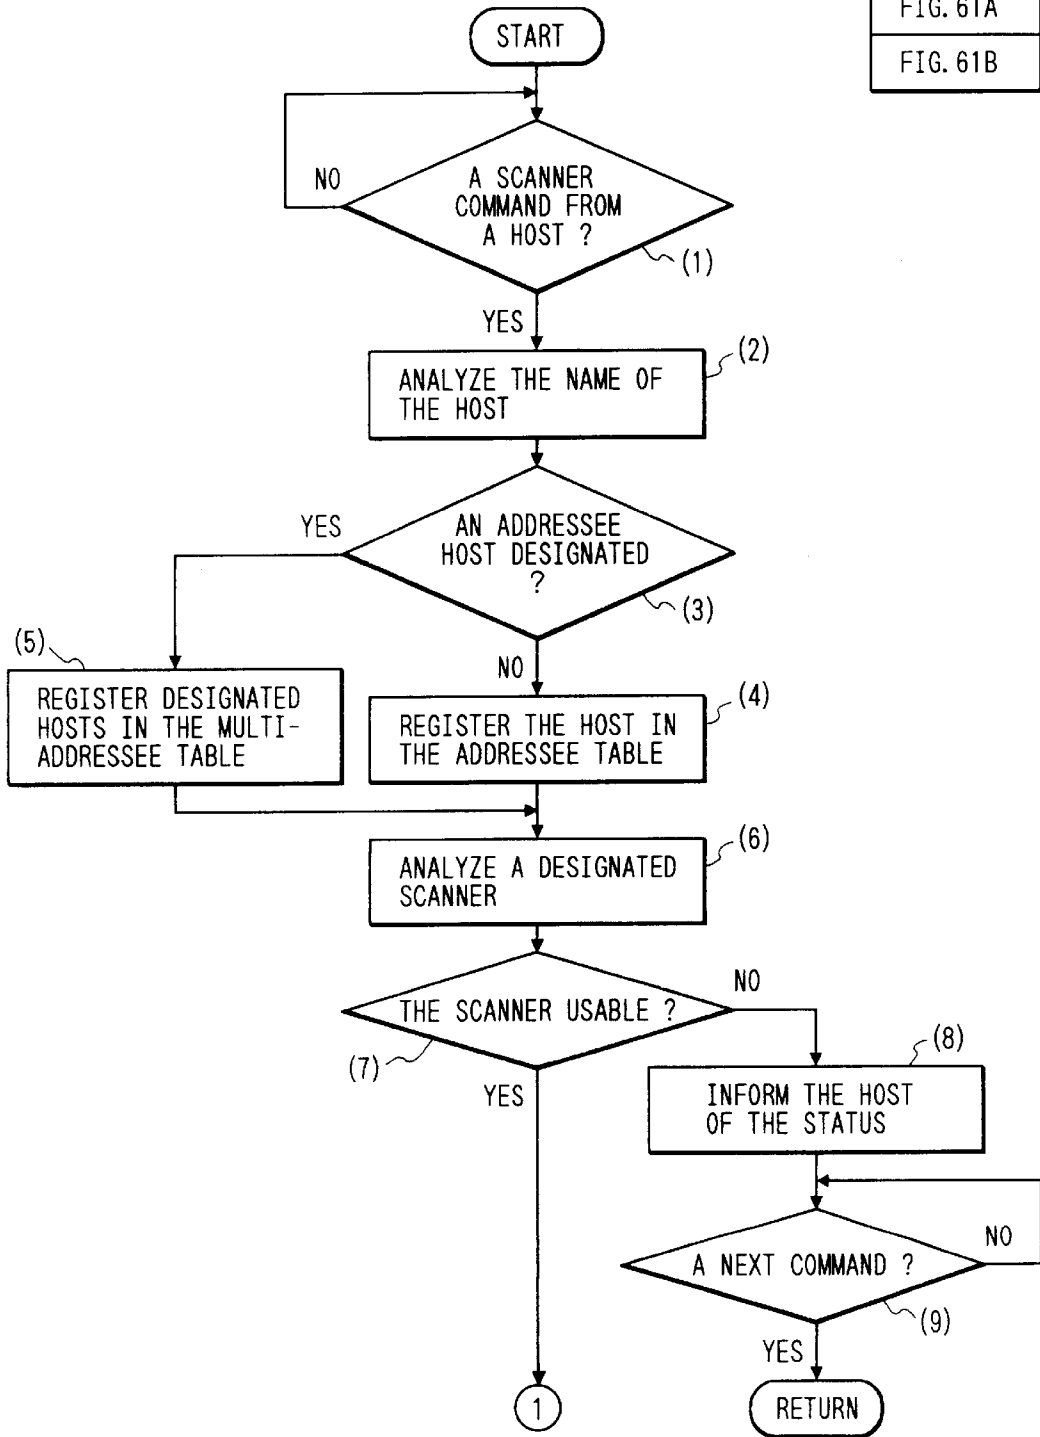 FIG. 61A
FIG. 61B
START
NO
A SCANNER
COMMAND FROM
A HOST ?
(1)
YES
(2)
ANALYZE THE NAME OF
THE HOST
YES
AN ADDRESSEE
HOST DESIGNATED
?
(3)
(5)
NO
REGISTER DESIGNATED
HOSTS IN THE MULTI-
ADDRESSEE TABLE
(4)
REGISTER THE HOST IN
THE ADDRESSEE TABLE
(6)
ANALYZE A DESIGNATED
SCANNER
NO
THE SCANNER USABLE ?
(7)
YES
(8)
INFORM THE HOST
OF THE STATUS
NO
A NEXT COMMAND ?
(9)
YES
1
RETURN